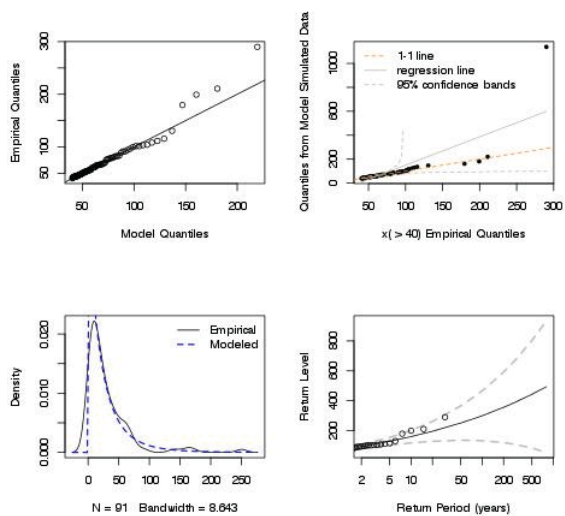 Empirical Quantiles
50 100 200 300
50 100 150 200
Model Quantiles
Quantiles from Model Simulated Data
0 200 600 1000
1-1 line
regression line
95% confidence bands
50 100 150 200 250 300
x( > 40) Empirical Quantiles
Density
0.000 0.010 0.020
Empirical
Modeled
0 50 100 150 200 250
N = 91 Bandwidth = 8.643
Return Level
200 400 600 800
2 5 10 50 100 500
Return Period (years)